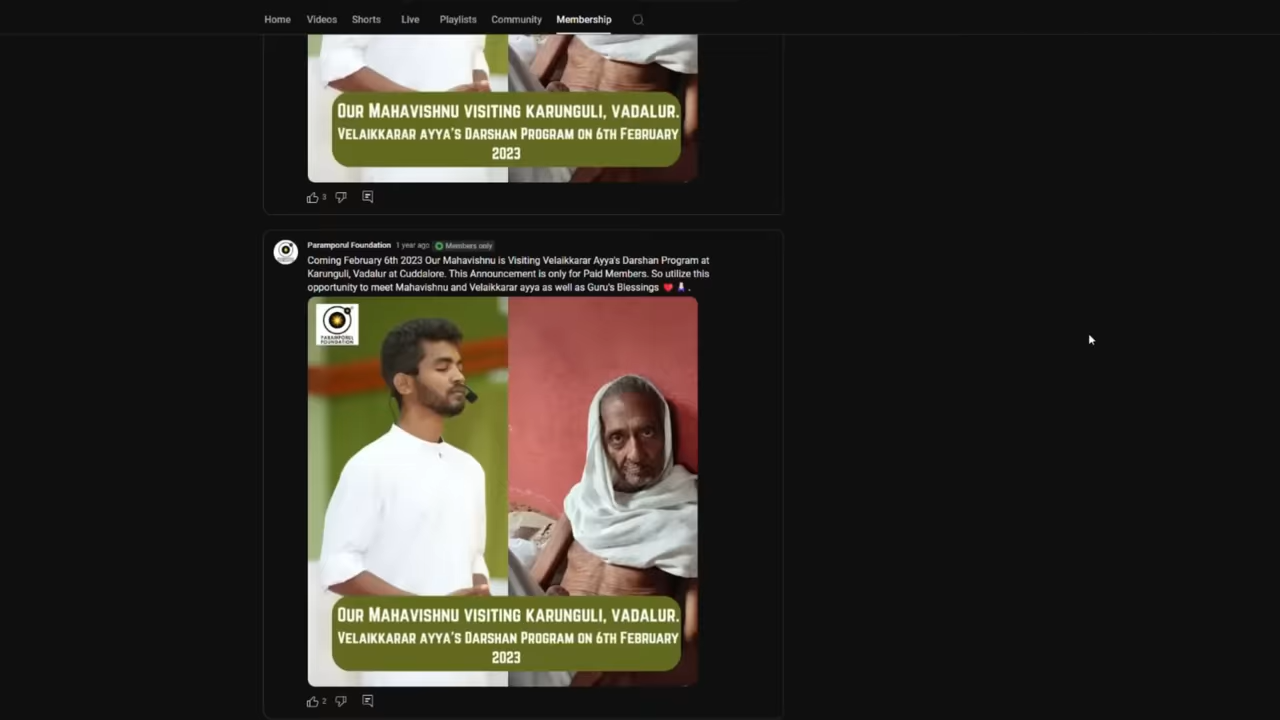 Home Videos Shorts Live Playlists Community Membership
OUR MAHAVISHNU VISITING KARUNGULI, VADALUR.
VELAIKKARAR AYYA'S DARSHAN PROGRAM ON 6TH FEBRUARY
2023
3
Paramporul Foundation 1 year ago Members only
Coming February 6th 2023 Our Mahavishnu is Visiting Velaikkarar Ayya's Darshan Program at
Karunguli, Vadalur at Cuddalore. This Announcement is only for Paid Members. So utilize this
opportunity to meet Mahavishnu and Velaikkarar ayya as well as Guru's Blessings ❤️ 🧘 .
PARAMPORUL
FOUNDATION
OUR MAHAVISHNU VISITING KARUNGULI, VADALUR.
VELAIKKARAR AYYA'S DARSHAN PROGRAM ON 6TH FEBRUARY
2023
2